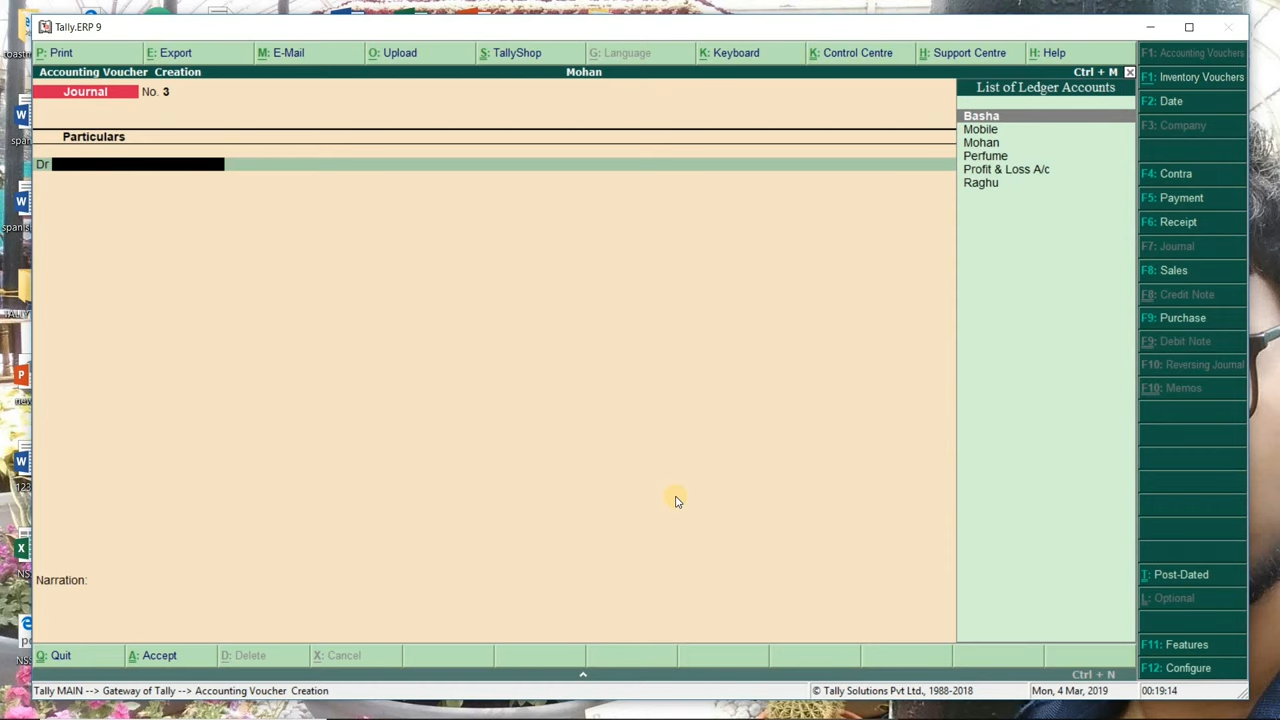 Tally.ERP 9
P: Print E: Export M: E-Mail O: Upload S: TallyShop G: Language K: Keyboard K: Control Centre H: Support Centre H: Help
Accounting Voucher Creation Mohan Ctrl + M
Journal No. 3
Particulars
Dr
Narration:
List of Ledger Accounts
Basha
Mobile
Mohan
Perfume
Profit & Loss A/c
Raghu
F1: Accounting Vouchers
F1: Inventory Vouchers
F2: Date
F3: Company
F4: Contra
F5: Payment
F6: Receipt
F7: Journal
F8: Sales
F8: Credit Note
F9: Purchase
F9: Debit Note
F10: Reversing Journal
F10: Memos
T: Post-Dated
L: Optional
F11: Features
F12: Configure
Q: Quit A: Accept D: Delete X: Cancel
Ctrl + N
Tally MAIN --> Gateway of Tally --> Accounting Voucher Creation © Tally Solutions Pvt Ltd., 1988-2018 Mon, 4 Mar, 2019 00:19:14